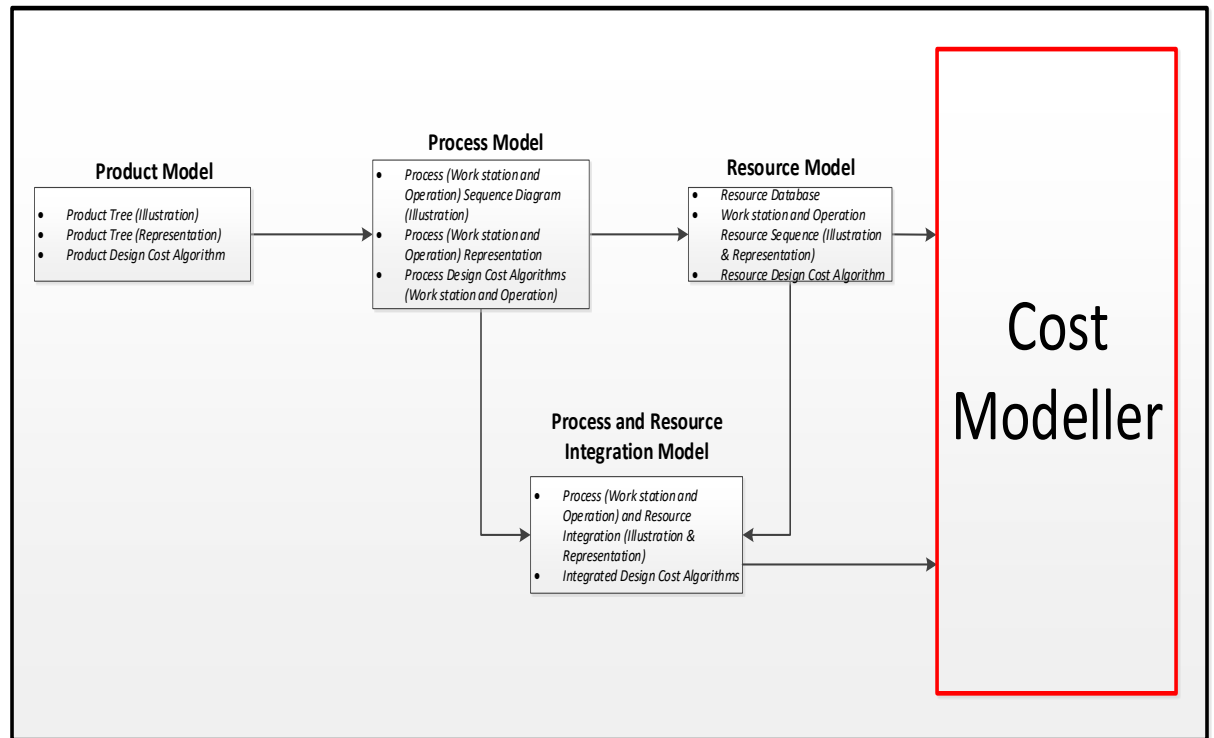 Product Model
• Product Tree (Illustration)
• Product Tree (Representation)
• Product Design Cost Algorithm
Process Model
• Process (Work station and
Operation) Sequence Diagram
(Illustration)
• Process (Work station and
Operation) Representation
• Process Design Cost Algorithms
(Work station and Operation)
Resource Model
• Resource Database
• Work station and Operation
Resource Sequence (Illustration
& Representation)
• Resource Design Cost Algorithm
Process and Resource
Integration Model
• Process (Work station and
Operation) and Resource
Integration (Illustration &
Representation)
• Integrated Design Cost Algorithms
Cost
Modeller